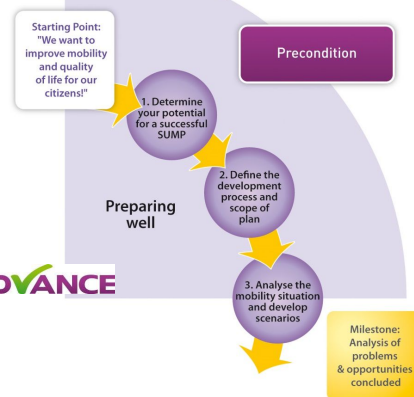 Starting Point:
"We want to
improve mobility
and quality
of life for our
citizens!"
Precondition
1. Determine
your potential
for a successful
SUMP
2. Define the
development
process and
scope of
plan
Preparing
well
3. Analyse the
mobility situation
and develop
scenarios
Milestone:
Analysis of
problems
& opportunities
concluded